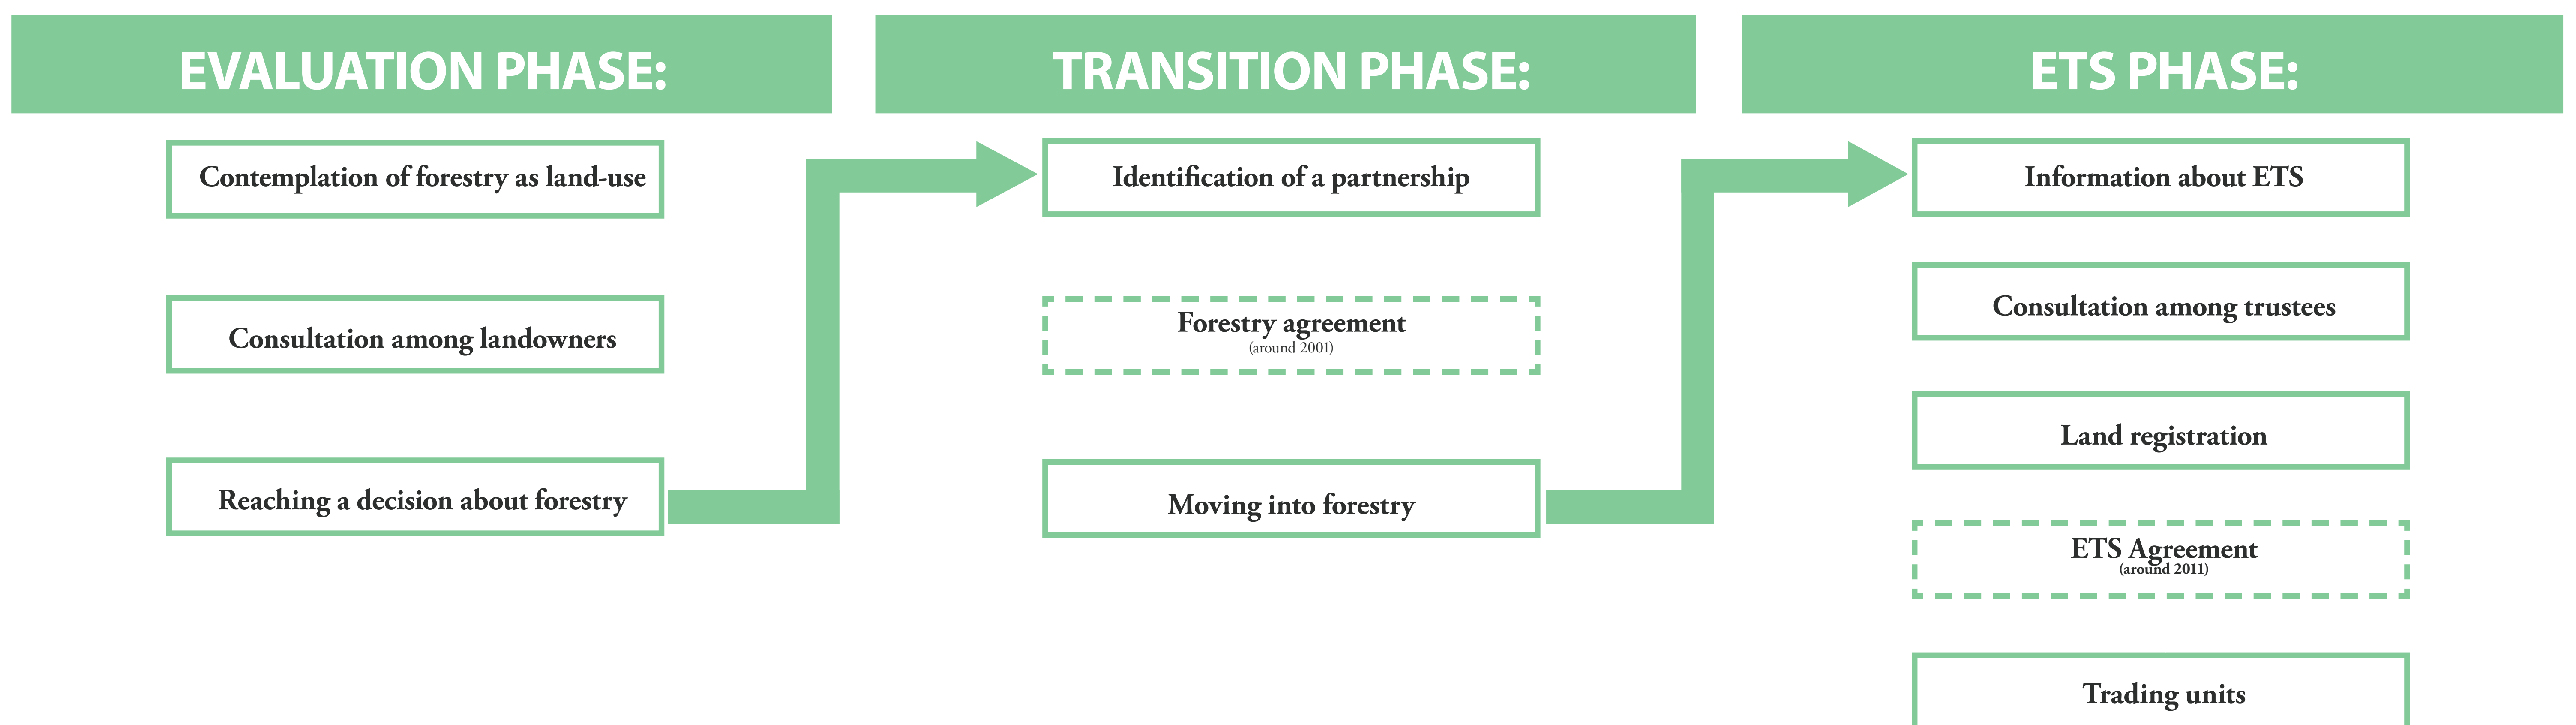 EVALUATION PHASE:
Contemplation of forestry as land-use
Consultation among landowners
Reaching a decision about forestry
TRANSITION PHASE:
Identification of a partnership
Forestry agreement
(around 2001)
Moving into forestry
ETS PHASE:
Information about ETS
Consultation among trustees
Land registration
ETS Agreement
(around 2011)
Trading units